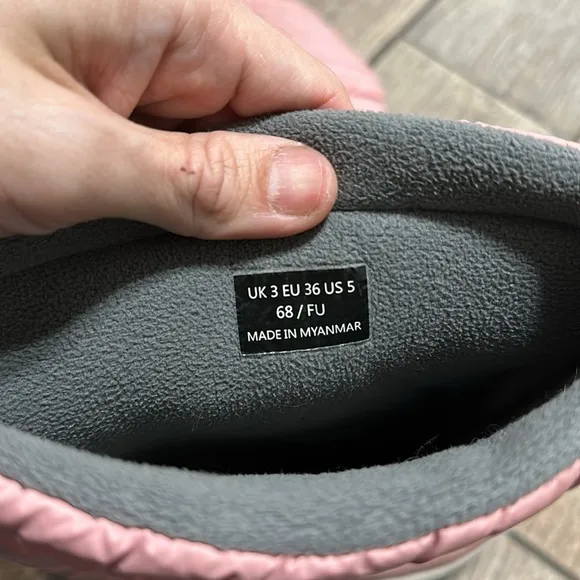 UK 3 EU 36 US 5
68 / FU
MADE IN MYANMAR